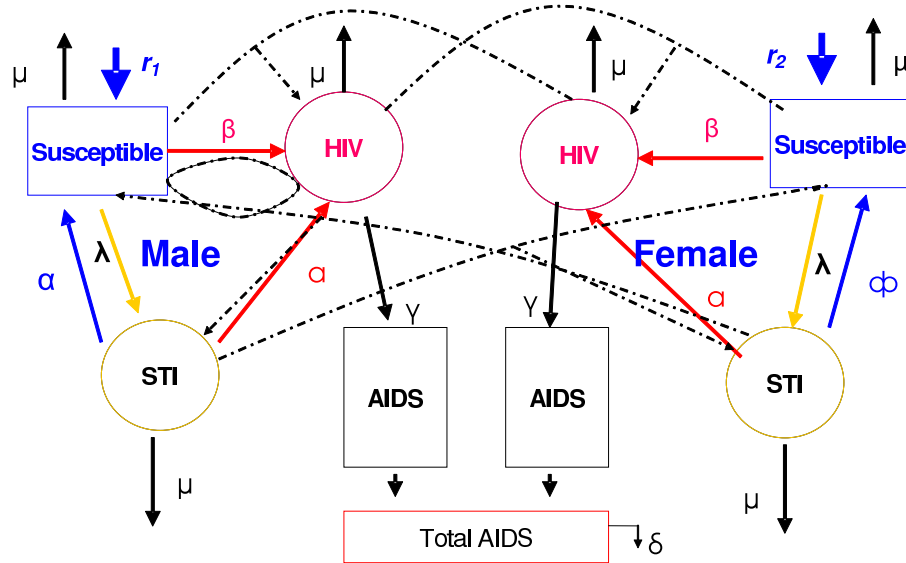 μ r₁ μ μ r₂ μ
β β
Susceptible HIV HIV Susceptible
Male Female
α λ ɑ ɑ λ ф
γ γ
STI AIDS AIDS STI
μ μ
Total AIDS δ